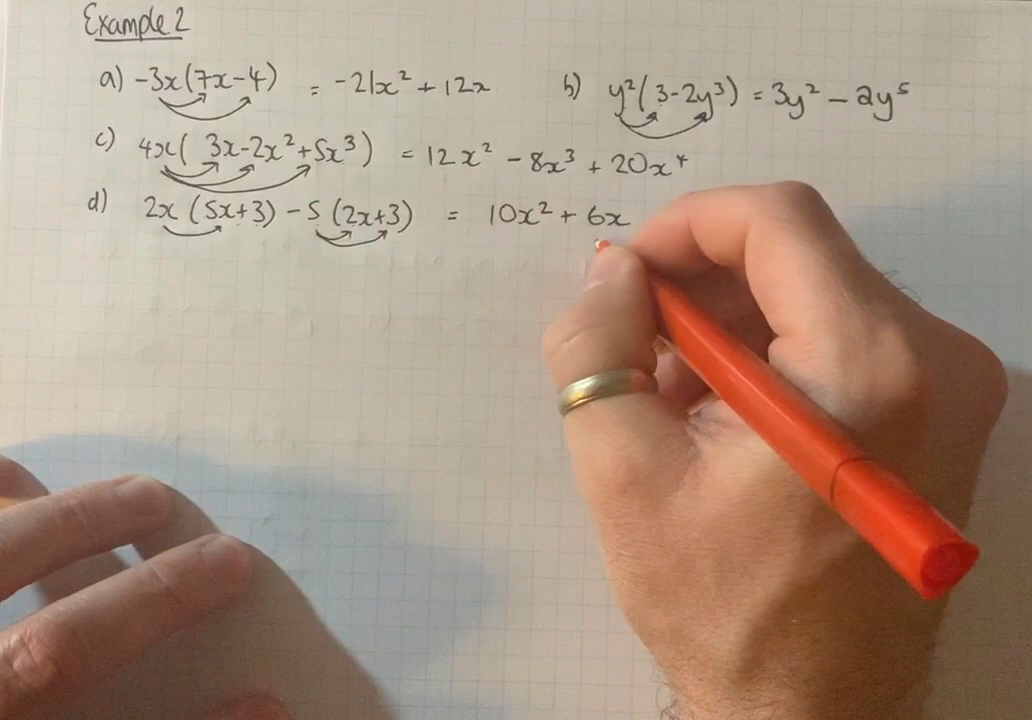 Example 2
a) -3x(7x-4) = -21x² + 12x
b) y²(3-2y³) = 3y² - 2y⁵
c) 4x(3x-2x²+5x³) = 12x² - 8x³ + 20x⁴
d) 2x(5x+3) - 5(2x+3) = 10x² + 6x